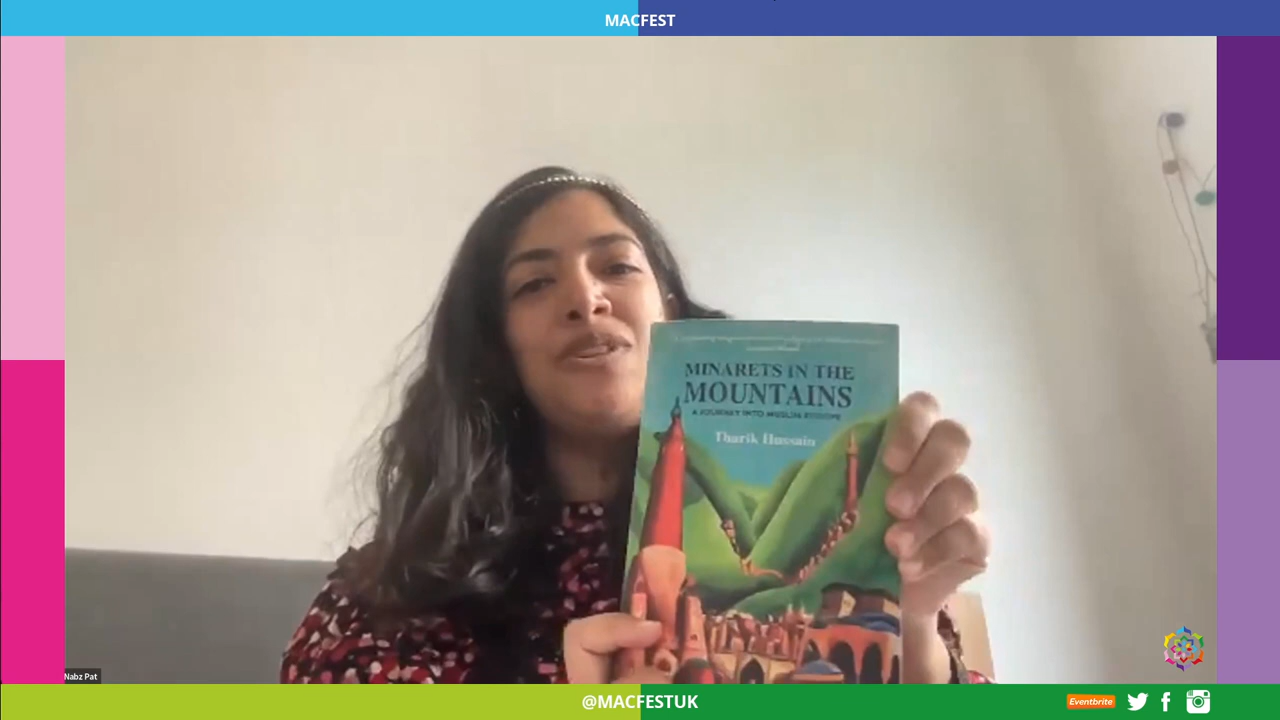 MACFEST
MINARETS IN THE
MOUNTAINS
A JOURNEY INTO MUSLIM EUROPE
Tharik Hussain
Nabz Pat
@MACFESTUK
Eventbrite